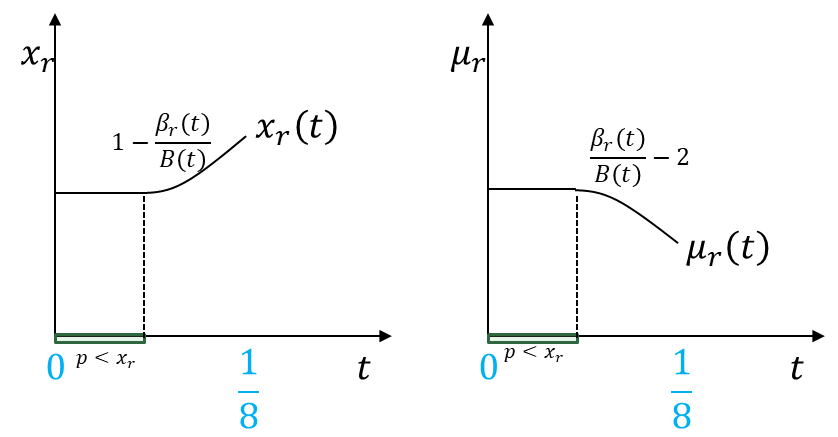 x_r
1 − β_r(t)/B(t)
x_r(t)
0
p < x_r
1/8
t
μ_r
β_r(t)/B(t) − 2
μ_r(t)
0
p < x_r
1/8
t